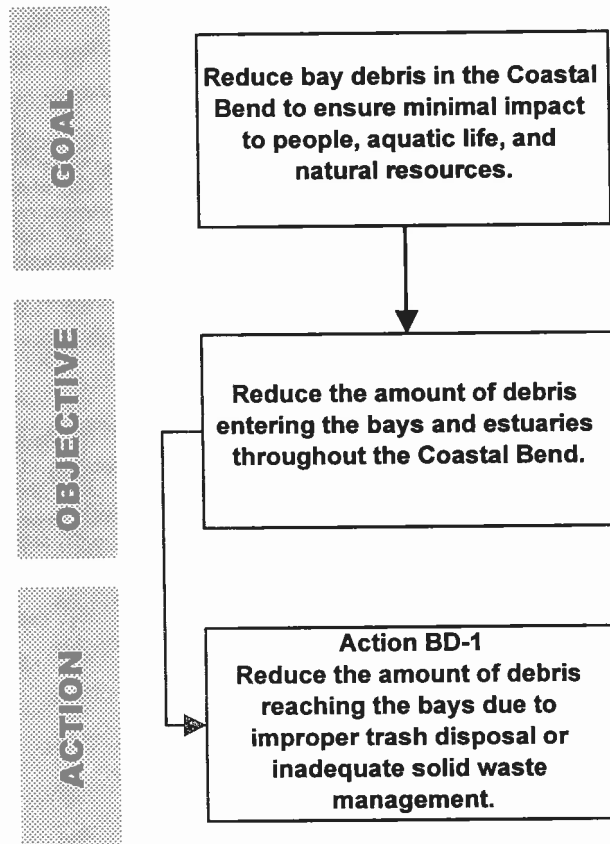 GOAL
Reduce bay debris in the Coastal
Bend to ensure minimal impact
to people, aquatic life, and
natural resources.
OBJECTIVE
Reduce the amount of debris
entering the bays and estuaries
throughout the Coastal Bend.
ACTION
Action BD-1
Reduce the amount of debris
reaching the bays due to
improper trash disposal or
inadequate solid waste
management.